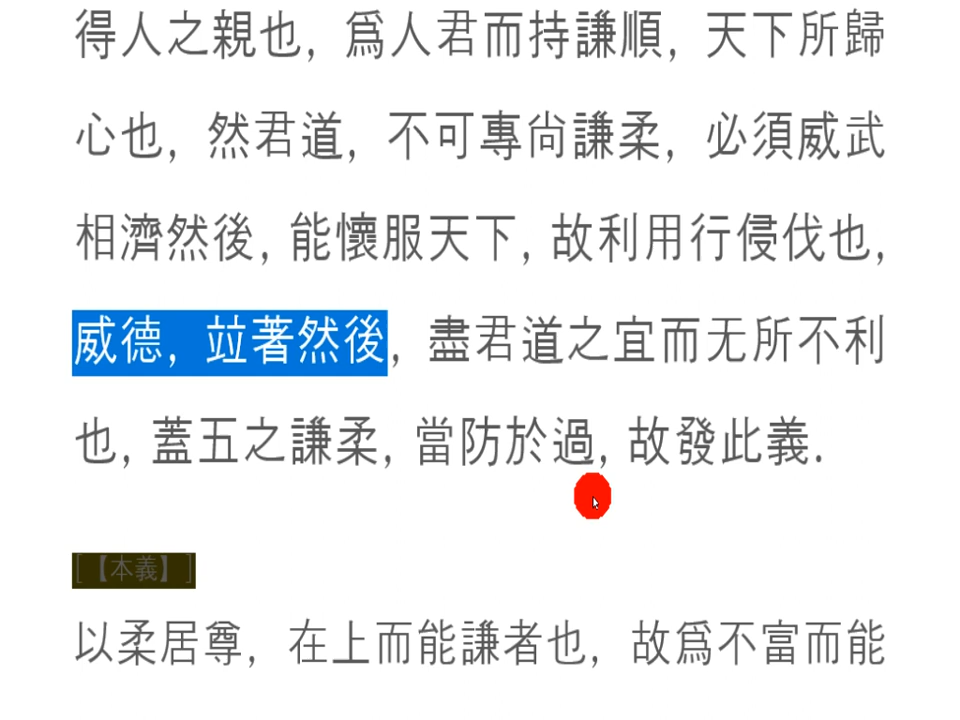 得人之親也, 爲人君而持謙順, 天下所歸
心也, 然君道, 不可專尙謙柔, 必須威武
相濟然後, 能懷服天下, 故利用行侵伐也,
威德, 竝著然後, 盡君道之宜而无所不利
也, 蓋五之謙柔, 當防於過, 故發此義.
[【本義】]
以柔居尊, 在上而能謙者也, 故爲不富而能